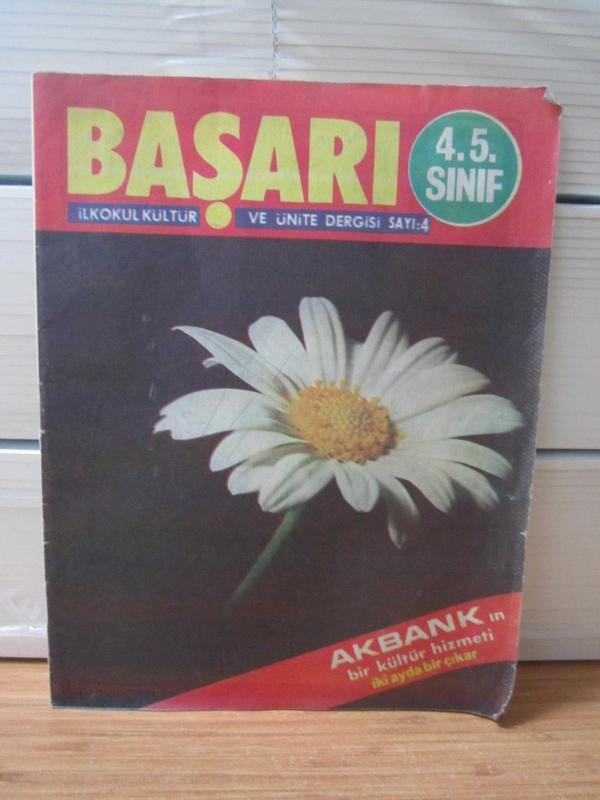 BAŞARI
4.5.
SINIF
İLKOKUL KÜLTÜR VE ÜNİTE DERGİSİ SAYI:4
AKBANK ın
bir kültür hizmeti
iki ayda bir çıkar